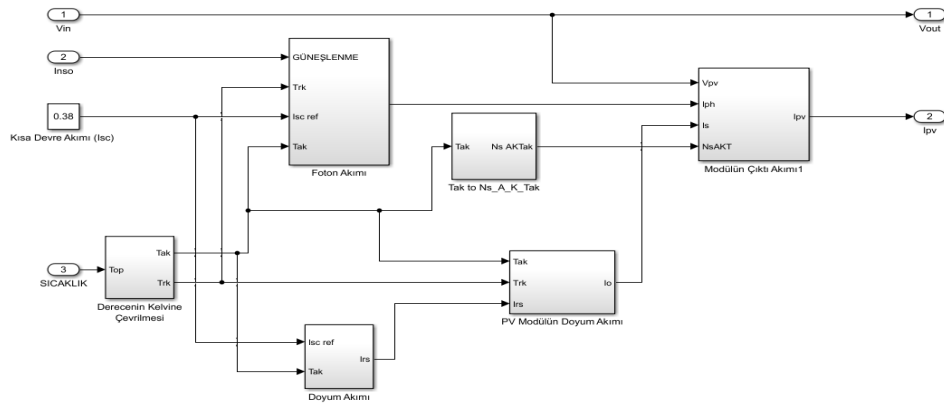 1
Vin
1
Vout
2
Inso
GÜNEŞLENME
Trk
Isc ref
Tak
Foton Akımı
0.38
Kısa Devre Akımı (Isc)
Tak
Ns AKTak
Tak to Ns_A_K_Tak
Vpv
Iph
Is
NsAKT
Ipv
Modülün Çıktı Akımı1
2
Ipv
3
SICAKLIK
Top
Tak
Trk
Derecenin Kelvine
Çevrilmesi
Tak
Trk
Irs
Io
PV Modülün Doyum Akımı
Isc ref
Tak
Irs
Doyum Akımı